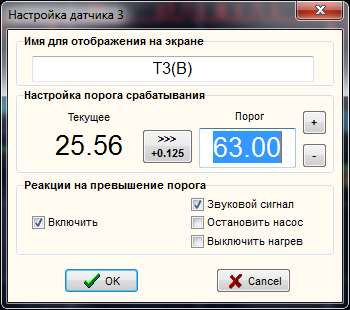 Настройка датчика 3
Имя для отображения на экране
T3(B)
Настройка порога срабатывания
Текущее
Порог
25.56
>>>
+0.125
63.00
+
-
Реакции на превышение порога
Включить
Звуковой сигнал
Остановить насос
Выключить нагрев
OK
Cancel